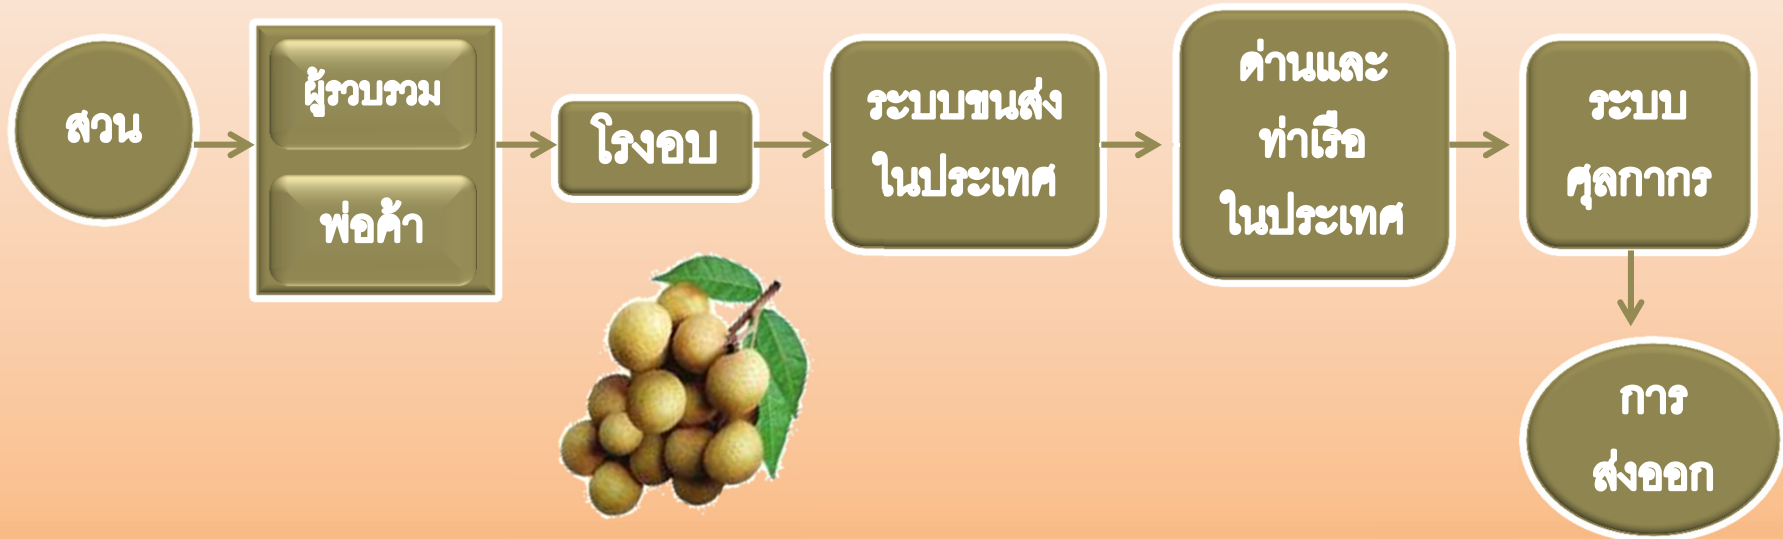 สวน
ผู้รวบรวม
พ่อค้า
โรงอบ
ระบบขนส่ง
ในประเทศ
ด่านและ
ท่าเรือ
ในประเทศ
ระบบ
ศุลกากร
การ
ส่งออก